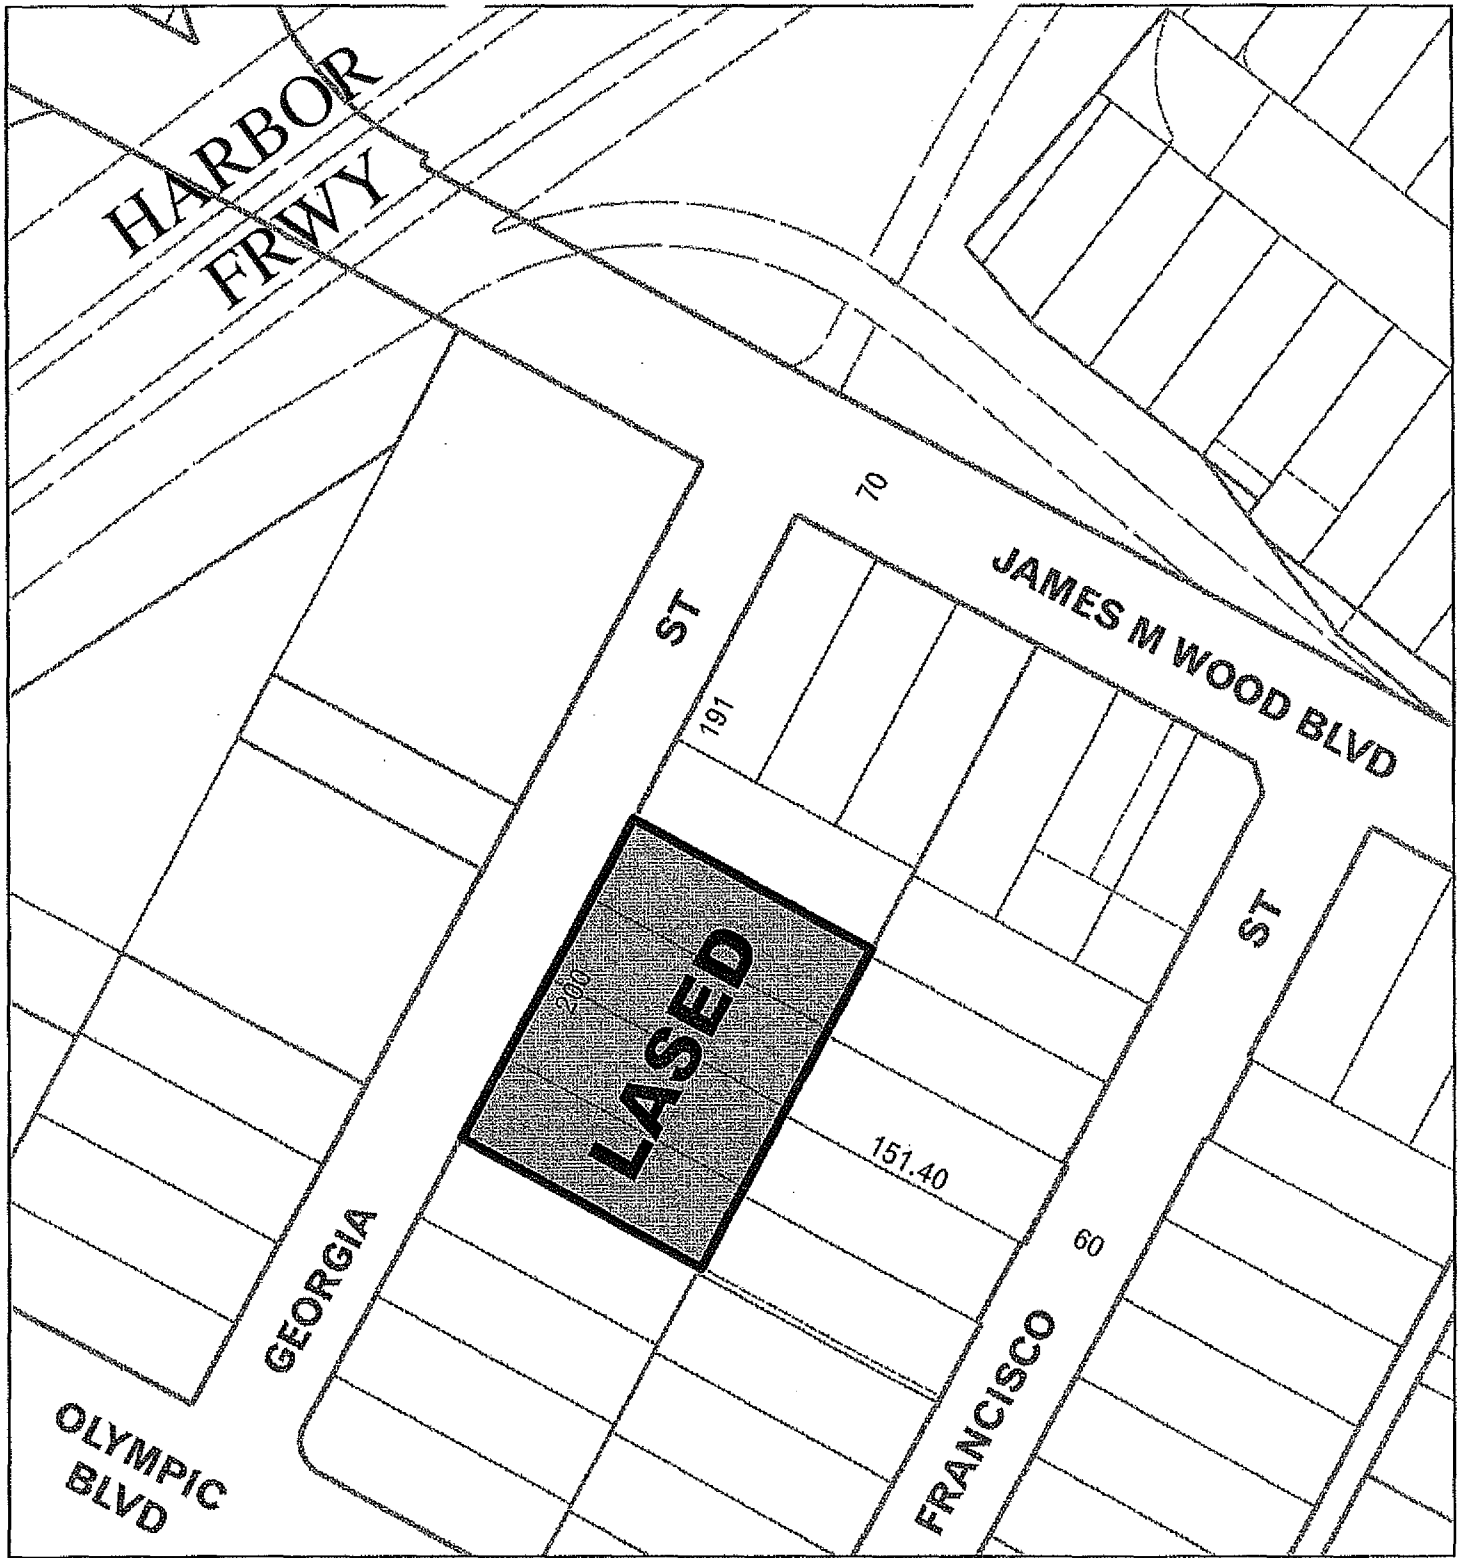 HARBOR
FRWY
70
JAMES M WOOD BLVD
ST
191
ST
200
LASED
151.40
60
GEORGIA
FRANCISCO
OLYMPIC
BLVD